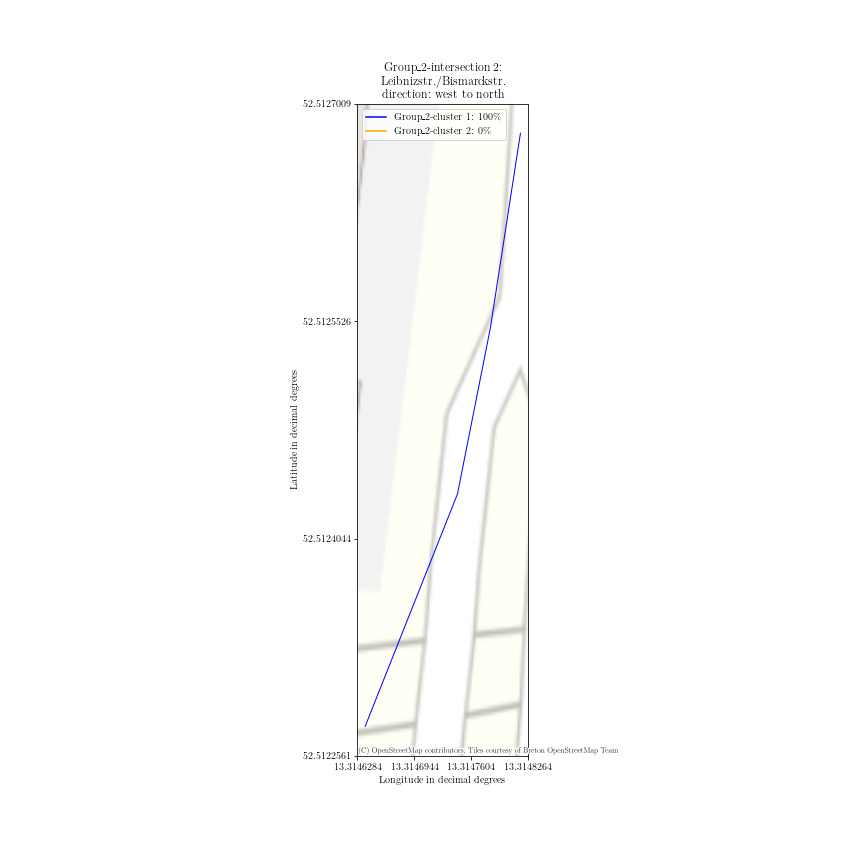 Group_2-intersection 2:
Leibnizstr./Bismarckstr.
direction: west to north
52.5127009
Group_2-cluster 1: 100%
Group_2-cluster 2: 0%
52.5125526
Latitude in decimal degrees
52.5124044
(C) OpenStreetMap contributors, Tiles courtesy of Breton OpenStreetMap Team
52.5122561
13.3146284 13.3146944 13.3147604 13.3148264
Longitude in decimal degrees